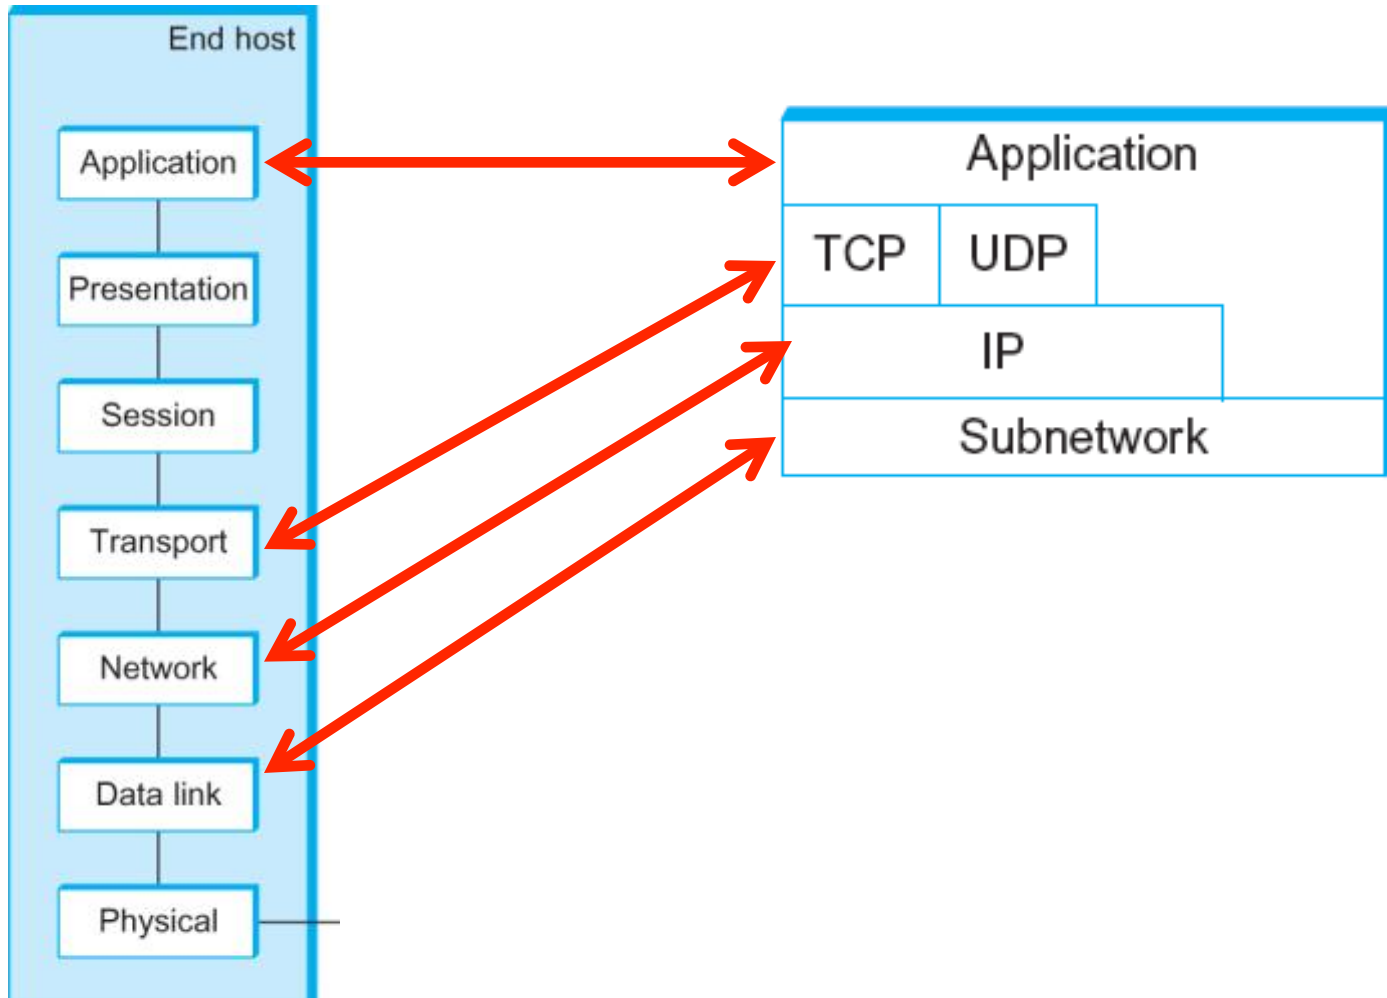 End host
Application
Presentation
Session
Transport
Network
Data link
Physical
Application
TCP UDP
IP
Subnetwork